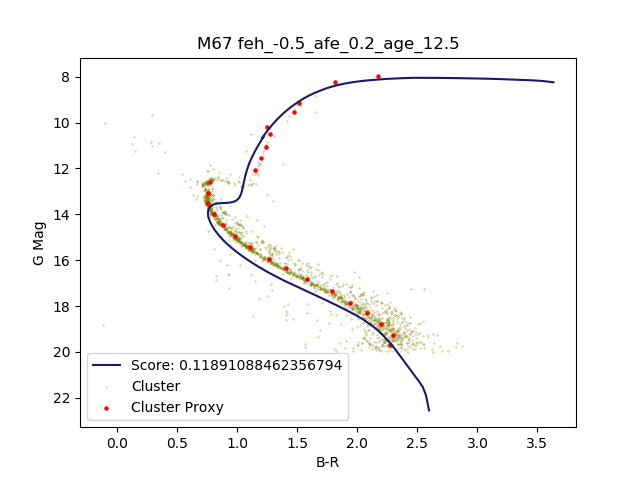 M67 feh_-0.5_afe_0.2_age_12.5
8
10
12
14
16
18
20
22
G Mag
Score: 0.11891088462356794
Cluster
Cluster Proxy
0.0 0.5 1.0 1.5 2.0 2.5 3.0 3.5
B-R